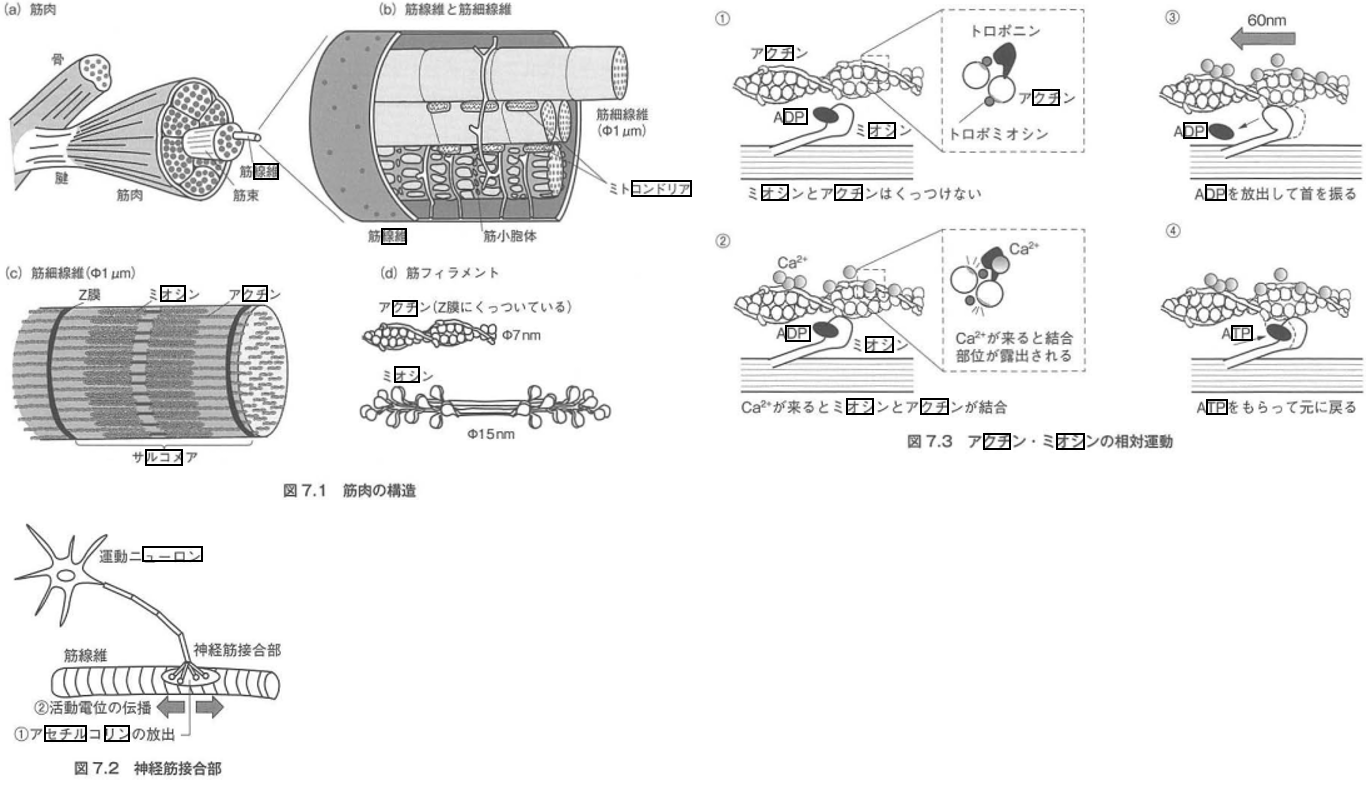 (a) 筋肉
骨
腱
筋肉
筋線維
筋束
(b) 筋線維と筋細線維
筋細線維
(Φ1μm)
ミトコンドリア
筋線維
筋小胞体
(c) 筋細線維(Φ1μm)
Z膜
ミオシン
アクチン
サルコメア
(d) 筋フィラメント
アクチン(Z膜にくっついている)
Φ7nm
ミオシン
Φ15nm
図 7.1 筋肉の構造
運動ニューロン
神経筋接合部
筋線維
②活動電位の伝播
①アセチルコリンの放出
図 7.2 神経筋接合部
①
アクチン
ADP
ミオシン
トロポニン
アクチン
トロポミオシン
ミオシンとアクチンはくっつけない
②
Ca²⁺
ADP
ミオシン
Ca²⁺
Ca²⁺が来ると結合
部位が露出される
Ca²⁺が来るとミオシンとアクチンが結合
③
60nm
ADP
ADPを放出して首を振る
④
ATP
ATPをもらって元に戻る
図 7.3 アクチン・ミオシンの相対運動